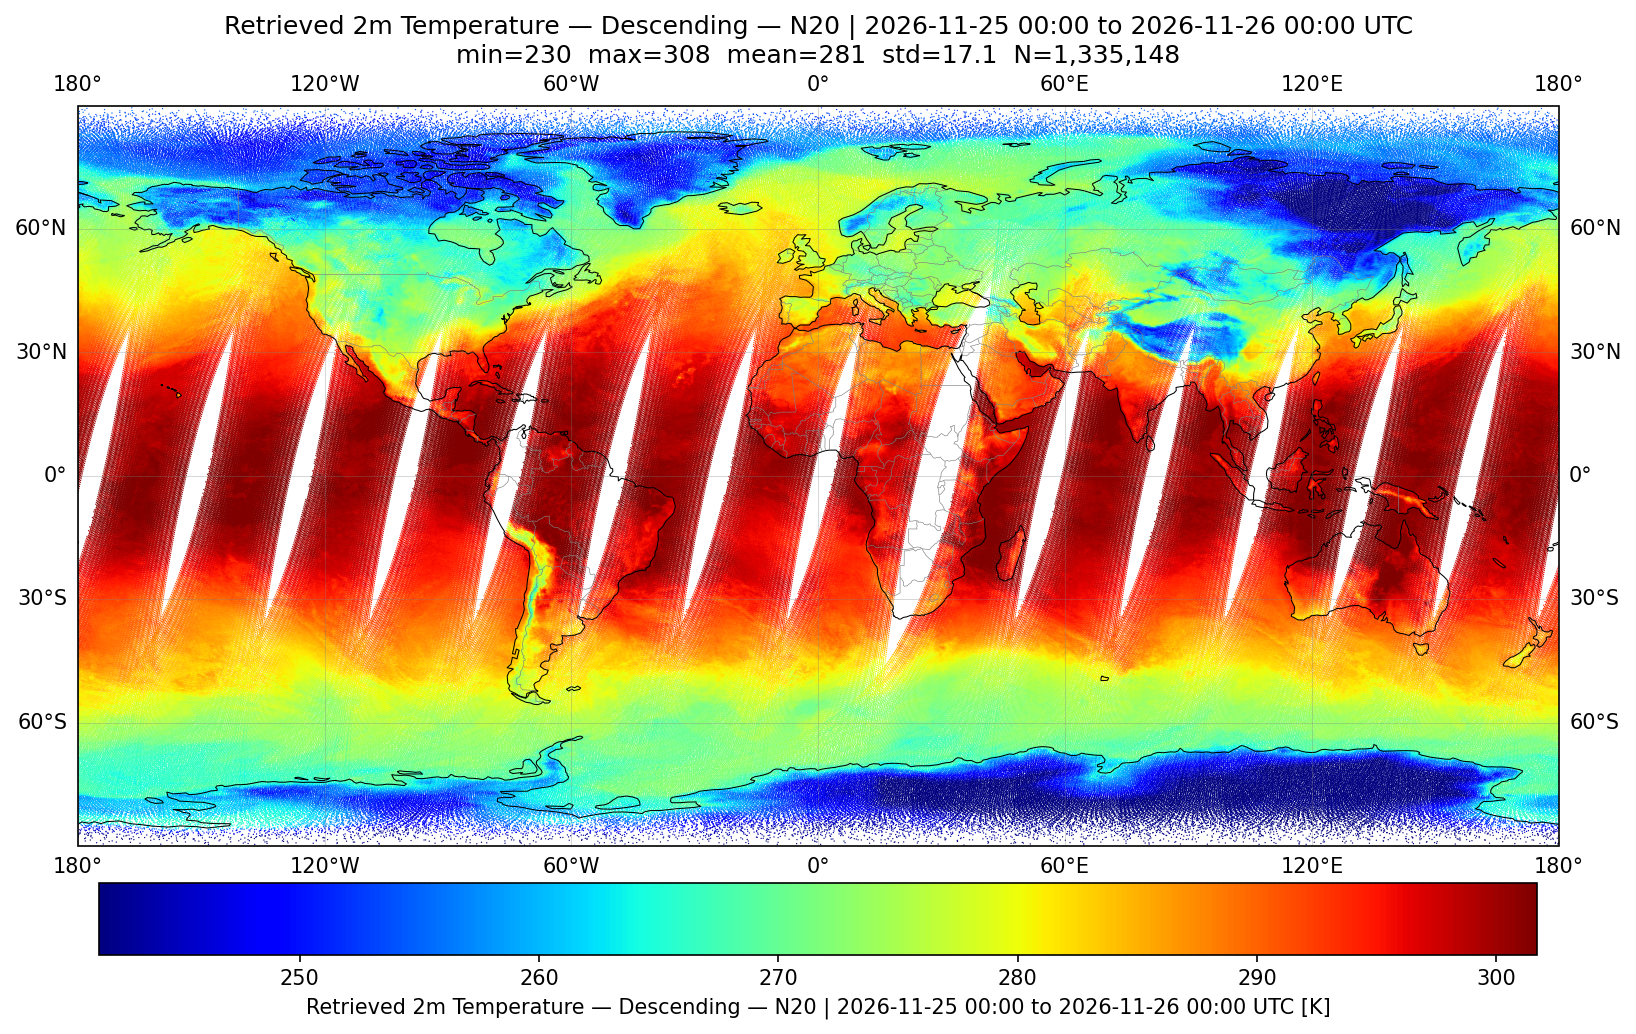 Retrieved 2m Temperature — Descending — N20 | 2026-11-25 00:00 to 2026-11-26 00:00 UTC
min=230  max=308  mean=281  std=17.1  N=1,335,148
180° 120°W 60°W 0° 60°E 120°E 180°
60°N 60°N
30°N 30°N
0° 0°
30°S 30°S
60°S 60°S
180° 120°W 60°W 0° 60°E 120°E 180°
250 260 270 280 290 300
Retrieved 2m Temperature — Descending — N20 | 2026-11-25 00:00 to 2026-11-26 00:00 UTC [K]